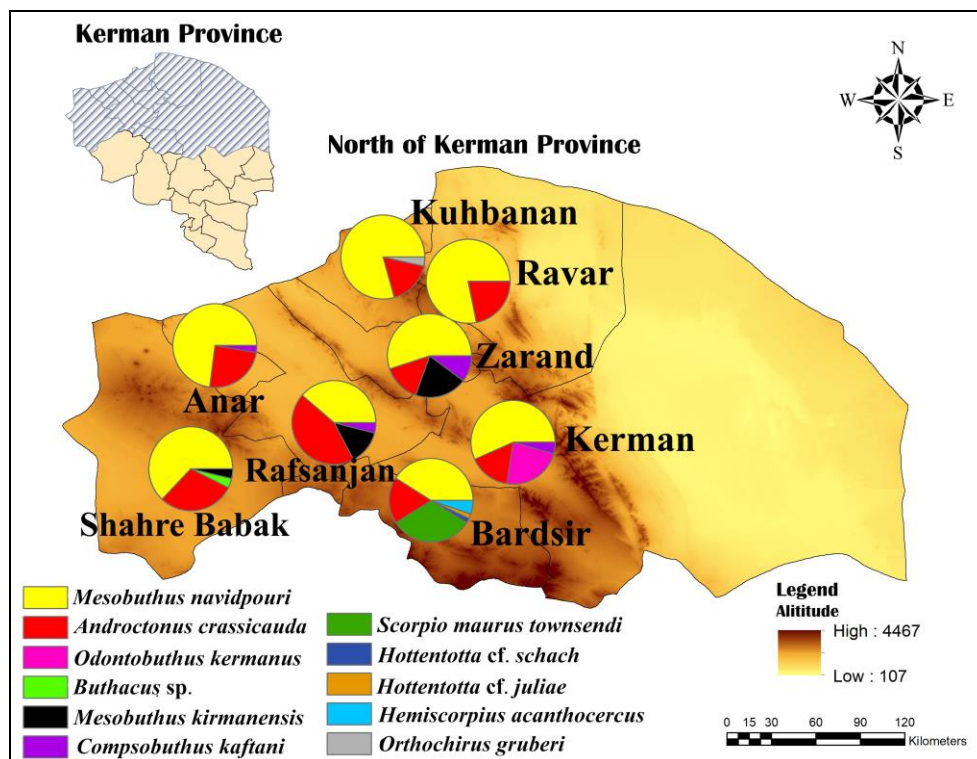 Kerman Province
N
W E
S
North of Kerman Province
Kuhbanan
Ravar
Zarand
Anar
Kerman
Rafsanjan
Shahre Babak
Bardsir
Mesobuthus navidpouri
Androctonus crassicauda
Odontobuthus kermanus
Buthacus sp.
Mesobuthus kirmanensis
Compsobuthus kaftani
Scorpio maurus townsendi
Hottentotta cf. schach
Hottentotta cf. juliae
Hemiscorpius acanthocercus
Orthochirus gruberi
Legend
Alititude
High : 4467
Low : 107
0 15 30 60 90 120
Kilometers